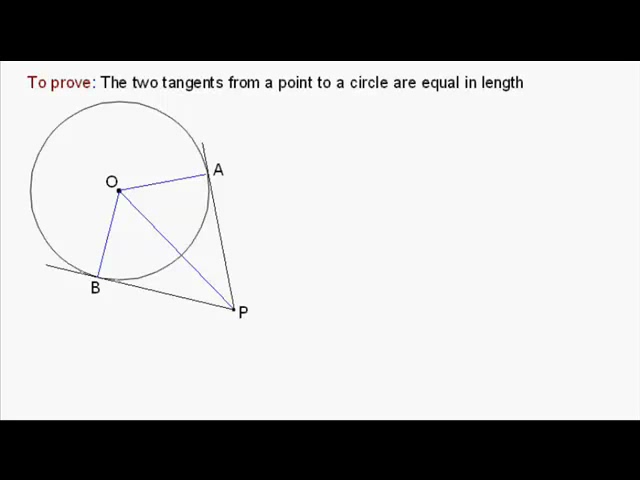 To prove: The two tangents from a point to a circle are equal in length
O
A
B
P